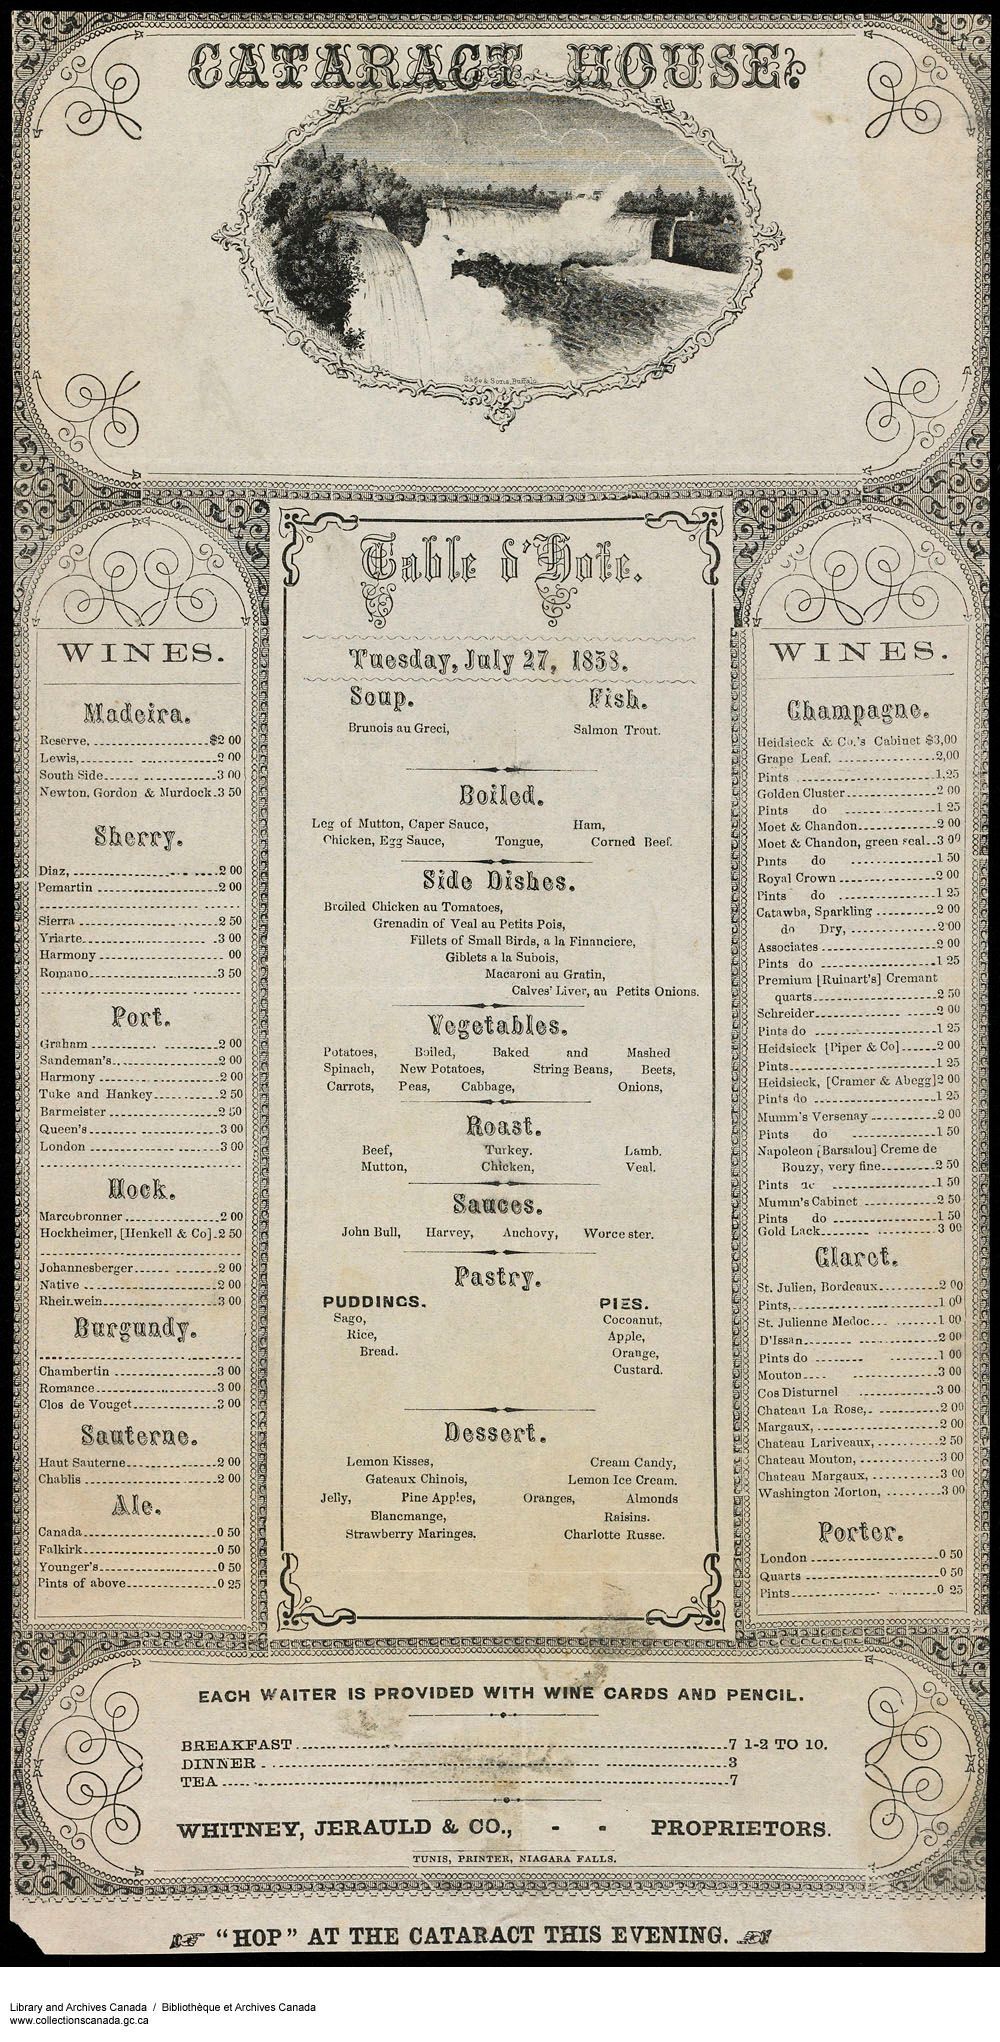 CATARACT HOUSE.
Sage & Sons, Buffalo
WINES.
Madeira.
Reserve, $2 00
Lewis, 2 00
South Side 3 00
Newton, Gordon & Murdock 3 50
Sherry.
Diaz, 2 00
Pemartin 2 00
Sierra 2 50
Yriarte 3 00
Harmony 00
Romano 3 50
Port.
Graham 2 00
Sandeman's 2 00
Harmony 2 00
Tuke and Hankey 2 50
Barmeister 2 50
Queen's 3 00
London 3 00
Hock.
Marcobronner 2 00
Hockheimer, [Henkell & Co] 2 50
Johannesberger 2 00
Native 2 00
Rheinwein 3 00
Burgundy.
Chambertin 3 00
Romance 3 00
Clos de Vouget 3 00
Sauterne.
Haut Sauterne 2 00
Chablis 2 00
Ale.
Canada 0 50
Falkirk 0 50
Younger's 0 50
Pints of above 0 25
Table d'Hote.
Tuesday, July 27, 1858.
Soup. Fish.
Brunois au Greci, Salmon Trout.
Boiled.
Leg of Mutton, Caper Sauce, Ham,
Chicken, Egg Sauce, Tongue, Corned Beef.
Side Dishes.
Broiled Chicken au Tomatoes,
Grenadin of Veal au Petits Pois,
Fillets of Small Birds, a la Financiere,
Giblets a la Subois,
Macaroni au Gratin,
Calves' Liver, au Petits Onions.
Vegetables.
Potatoes, Boiled, Baked and Mashed
Spinach, New Potatoes, String Beans, Beets,
Carrots, Peas, Cabbage, Onions,
Roast.
Beef, Turkey. Lamb.
Mutton, Chicken, Veal.
Sauces.
John Bull, Harvey, Anchovy, Worcester.
Pastry.
PUDDINGS. PIES.
Sago, Cocoanut,
Rice, Apple,
Bread. Orange,
Custard.
Dessert.
Lemon Kisses, Cream Candy,
Gateaux Chinois, Lemon Ice Cream.
Jelly, Pine Apples, Oranges, Almonds
Blancmange, Raisins.
Strawberry Maringes. Charlotte Russe.
WINES.
Champagne.
Heidsieck & Co.'s Cabinet $3,00
Grape Leaf, 2,00
Pints 1,25
Golden Cluster 2 00
Pints do 1 25
Moet & Chandon 2 00
Moet & Chandon, green seal 3 00
Pints do 1 50
Royal Crown 2 00
Pints do 1 25
Catawba, Sparkling 2 00
do Dry, 2 00
Associates 2 00
Pints do 1 25
Premium [Ruinart's] Cremant
quarts 2 50
Schreider 2 00
Pints do 1 25
Heidsieck [Piper & Co] 2 00
Pints 1 25
Heidsieck, [Cramer & Abegg] 2 00
Pints do 1 25
Mumm's Versenay 2 00
Pints do 1 50
Napoleon [Barsalou] Creme de
Bouzy, very fine 2 50
Pints 1 50
Mumm's Cabinet 2 50
Pints do 1 50
Gold Lack 3 00
Claret.
St. Julien, Bordeaux 2 00
Pints, 1 00
St. Julienne Medoc 1 00
D'Issan 2 00
Pints do 1 00
Mouton 3 00
Cos Disturnel 3 00
Chateau La Rose, 2 00
Margaux, 2 00
Chateau Lariveaux, 2 50
Chateau Mouton, 3 00
Chateau Margaux, 3 00
Washington Morton, 3 00
Porter.
London 0 50
Quarts 0 50
Pints 0 25
EACH WAITER IS PROVIDED WITH WINE CARDS AND PENCIL.
BREAKFAST 7 1-2 TO 10.
DINNER 3
TEA 7
WHITNEY, JERAULD & CO., - - PROPRIETORS.
TUNIS, PRINTER, NIAGARA FALLS.
"HOP" AT THE CATARACT THIS EVENING.
Library and Archives Canada / Bibliothèque et Archives Canada
www.collectionscanada.gc.ca